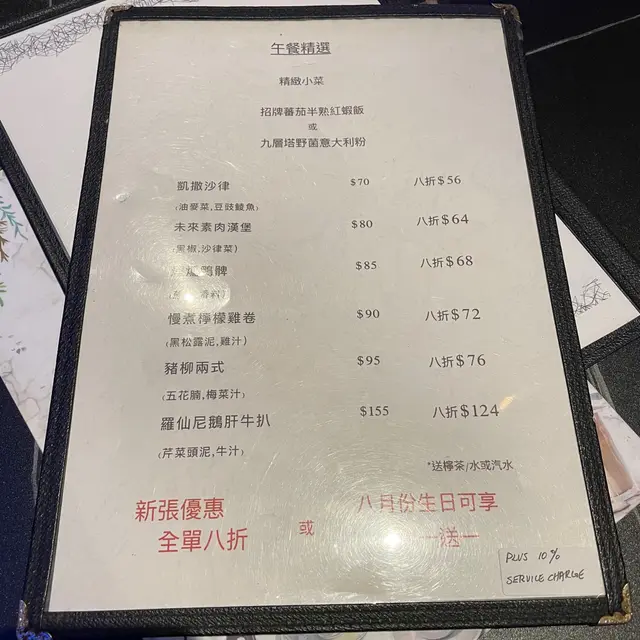 午餐精選
精緻小菜
招牌蕃茄半熟紅蝦飯
或
九層塔野菌意大利粉
凱撒沙律 $70 八折$56
(油麥菜,豆豉鯪魚)
未來素肉漢堡 $80 八折$64
(黑椒,沙律菜)
鴨髀 $85 八折$68
香料)
慢煮檸檬雞卷 $90 八折$72
(黑松露泥,雞汁)
豬柳兩式 $95 八折$76
(五花腩,梅菜汁)
羅仙尼鵝肝牛扒 $155 八折$124
(芹菜頭泥,牛汁)
*送檸茶/水或汽水
新張優惠 或 八月份生日可享
全單八折 一送一
PLUS 10%
SERVICE CHARGE